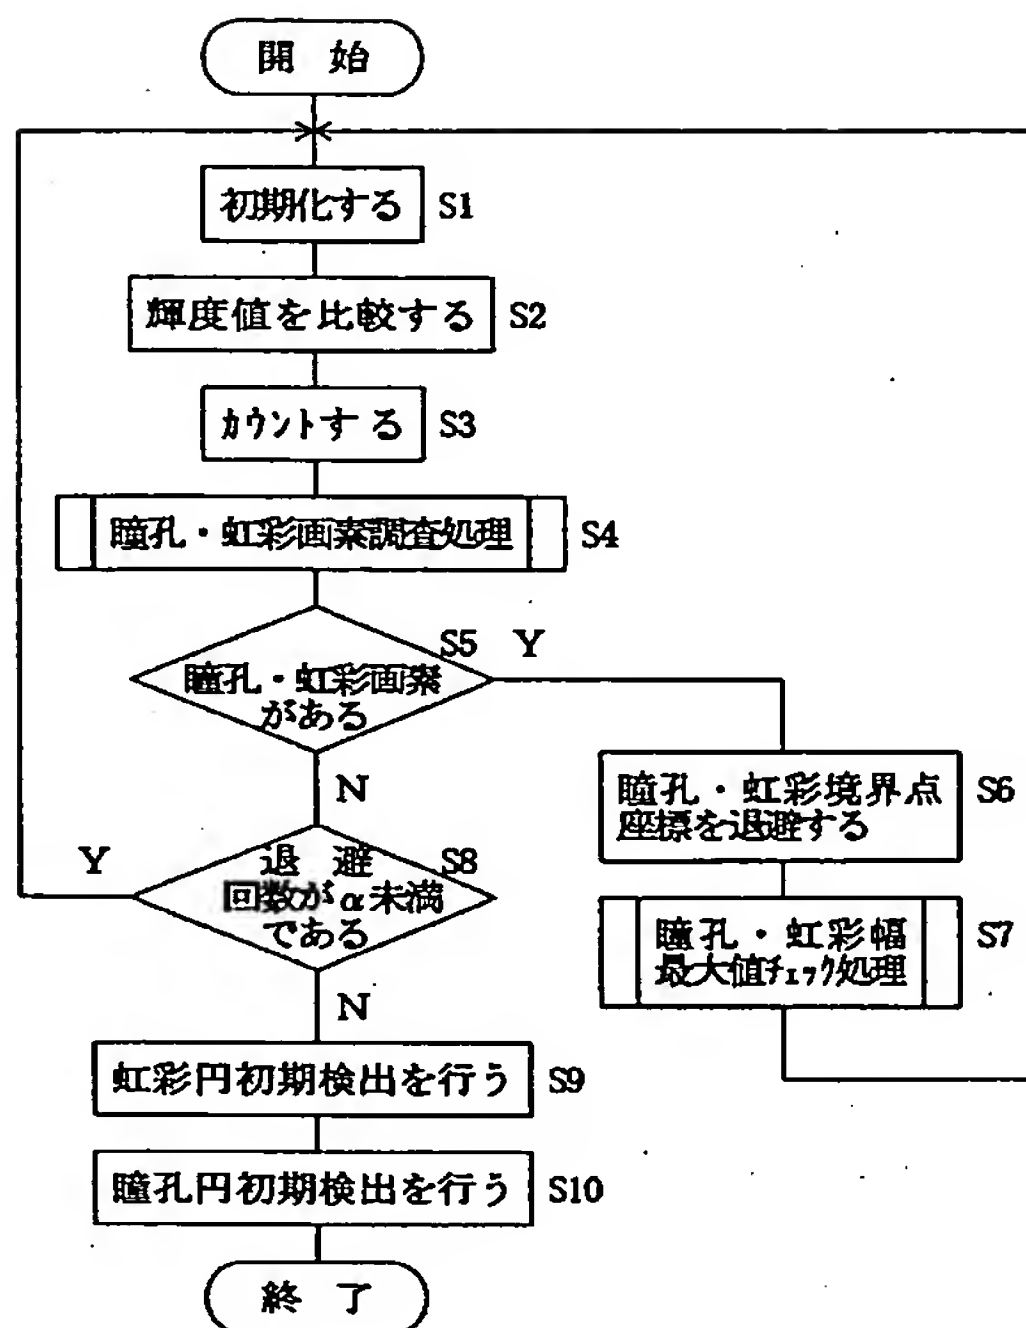 開 始
初期化する S1
輝度値を比較する S2
カウントする S3
瞳孔・虹彩画素調査処理 S4
S5 Y
瞳孔・虹彩画素
がある
N
瞳孔・虹彩境界点 S6
座標を退避する
Y
退 避 S8
回数がα未満
である
瞳孔・虹彩幅 S7
最大値チェック処理
N
虹彩円初期検出を行う S9
瞳孔円初期検出を行う S10
終 了